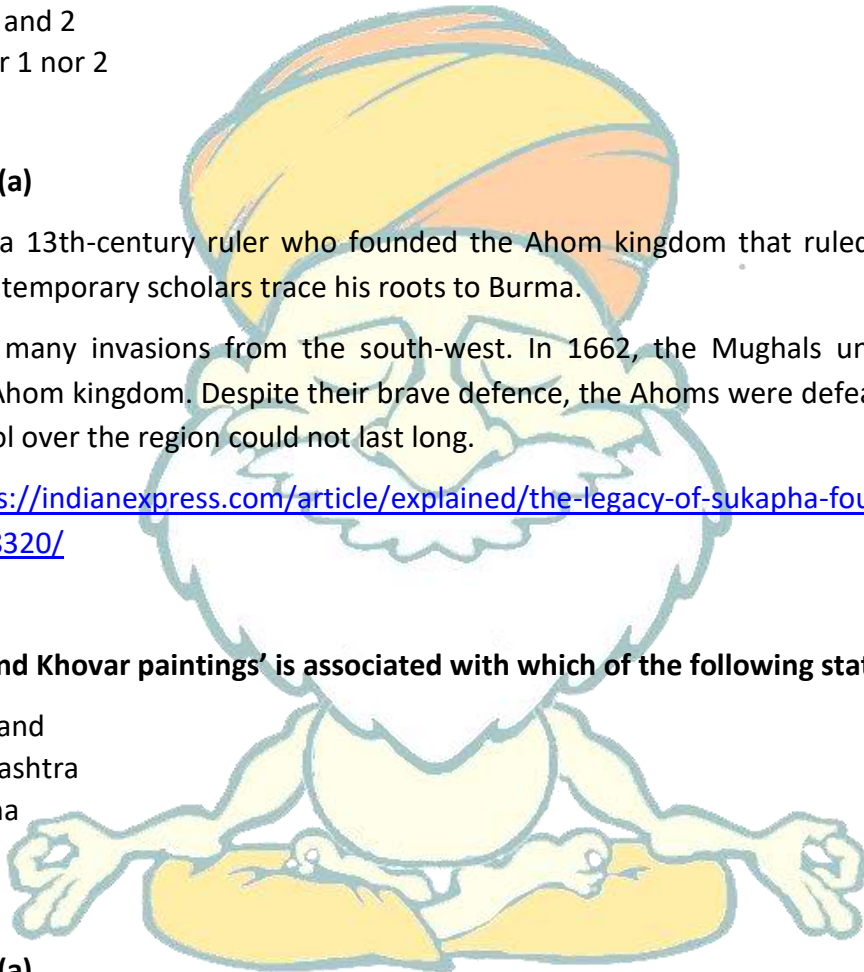 and 2
r 1 nor 2
(a)
a 13th-century ruler who founded the Ahom kingdom that ruled
temporary scholars trace his roots to Burma.
many invasions from the south-west. In 1662, the Mughals un
Ahom kingdom. Despite their brave defence, the Ahoms were defea
ol over the region could not last long.
s://indianexpress.com/article/explained/the-legacy-of-sukapha-fou
8320/
nd Khovar paintings’ is associated with which of the following stat
and
ashtra
na
(a)